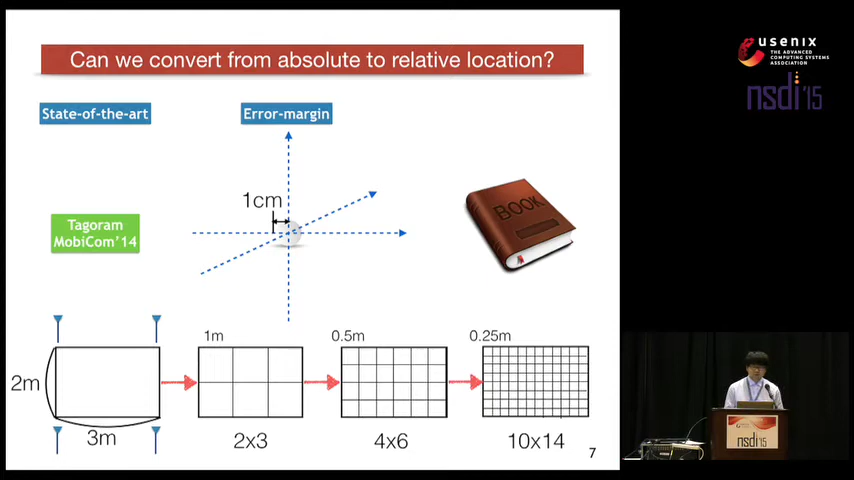 Can we convert from absolute to relative location?
usenix
THE ADVANCED
COMPUTING SYSTEMS
ASSOCIATION
nsdi'15
State-of-the-art
Error-margin
1cm
BOOK
Tagoram
MobiCom'14
1m
0.5m
0.25m
2m
3m
2x3
4x6
10x14
7
nsdi'15